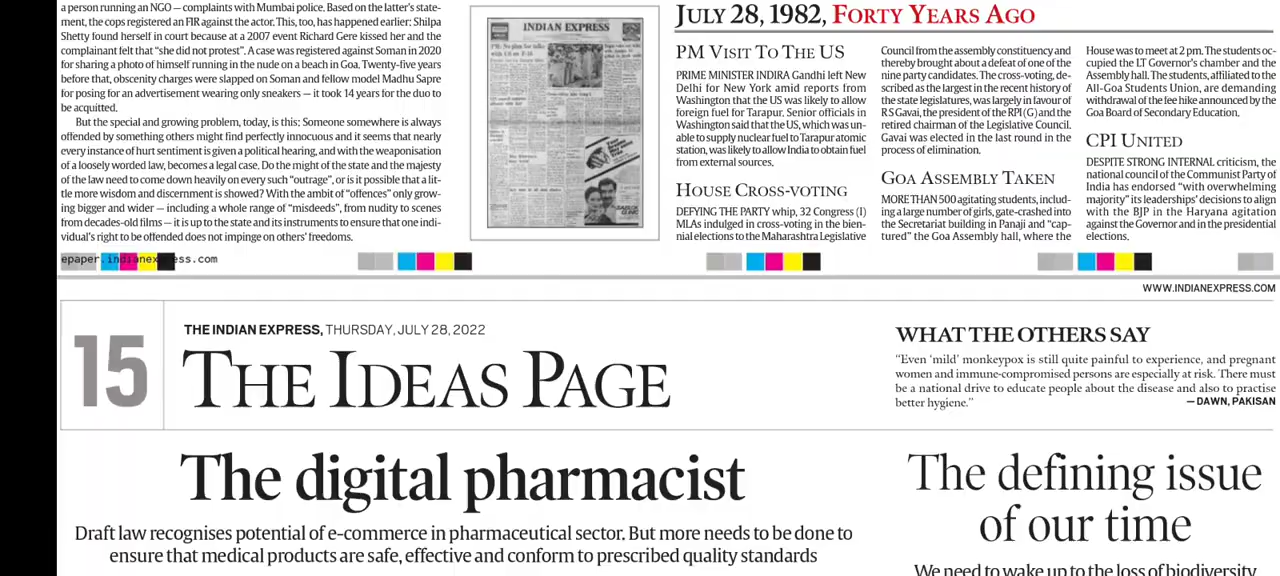 a person running an NGO — complaints with Mumbai police. Based on the latter's state-
ment, the cops registered an FIR against the actor. This, too, has happened earlier: Shilpa
Shetty found herself in court because at a 2007 event Richard Gere kissed her and the
complainant felt that “she did not protest”. A case was registered against Soman in 2020
for sharing a photo of himself running in the nude on a beach in Goa. Twenty-five years
before that, obscenity charges were slapped on Soman and fellow model Madhu Sapre
for posing for an advertisement wearing only sneakers — it took 14 years for the duo to
be acquitted.
But the special and growing problem, today, is this: Someone somewhere is always
offended by something others might find perfectly innocuous and it seems that nearly
every instance of hurt sentiment is given a political hearing, and with the weaponisation
of a loosely worded law, becomes a legal case. Do the might of the state and the majesty
of the law need to come down heavily on every such “outrage”, or is it possible that a lit-
tle more wisdom and discernment is showed? With the ambit of “offences” only grow-
ing bigger and wider — including a whole range of “misdeeds”, from nudity to scenes
from decades-old films — it is up to the state and its instruments to ensure that one indi-
vidual's right to be offended does not impinge on others' freedoms.
INDIAN EXPRESS
JULY 28, 1982, FORTY YEARS AGO
PM VISIT TO THE US
PRIME MINISTER INDIRA Gandhi left New
Delhi for New York amid reports from
Washington that the US was likely to allow
foreign fuel for Tarapur. Senior officials in
Washington said that the US, which was un-
able to supply nuclear fuel to Tarapur atomic
station, was likely to allow India to obtain fuel
from external sources.
HOUSE CROSS-VOTING
DEFYING THE PARTY whip, 32 Congress (I)
MLAs indulged in cross-voting in the bien-
nial elections to the Maharashtra Legislative
Council from the assembly constituency and
thereby brought about a defeat of one of the
nine party candidates. The cross-voting, de-
scribed as the largest in the recent history of
the state legislatures, was largely in favour of
R S Gavai, the president of the RPI (G) and the
retired chairman of the Legislative Council.
Gavai was elected in the last round in the
process of elimination.
GOA ASSEMBLY TAKEN
MORE THAN 500 agitating students, includ-
ing a large number of girls, gate-crashed into
the Secretariat building in Panaji and “cap-
tured” the Goa Assembly hall, where the
House was to meet at 2 pm. The students oc-
cupied the LT Governor's chamber and the
Assembly hall. The students, affiliated to the
All-Goa Students Union, are demanding
withdrawal of the fee hike announced by the
Goa Board of Secondary Education.
CPI UNITED
DESPITE STRONG INTERNAL criticism, the
national council of the Communist Party of
India has endorsed “with overwhelming
majority” its leaderships' decisions to align
with the BJP in the Haryana agitation
against the Governor and in the presidential
elections.
epaper.indianexpress.com
WWW.INDIANEXPRESS.COM
15
THE INDIAN EXPRESS, THURSDAY, JULY 28, 2022
THE IDEAS PAGE
WHAT THE OTHERS SAY
“Even ‘mild’ monkeypox is still quite painful to experience, and pregnant
women and immune-compromised persons are especially at risk. There must
be a national drive to educate people about the disease and also to practise
better hygiene.” — DAWN, PAKISAN
The digital pharmacist
Draft law recognises potential of e-commerce in pharmaceutical sector. But more needs to be done to
ensure that medical products are safe, effective and conform to prescribed quality standards
The defining issue
of our time
We need to wake up to the loss of biodiversity